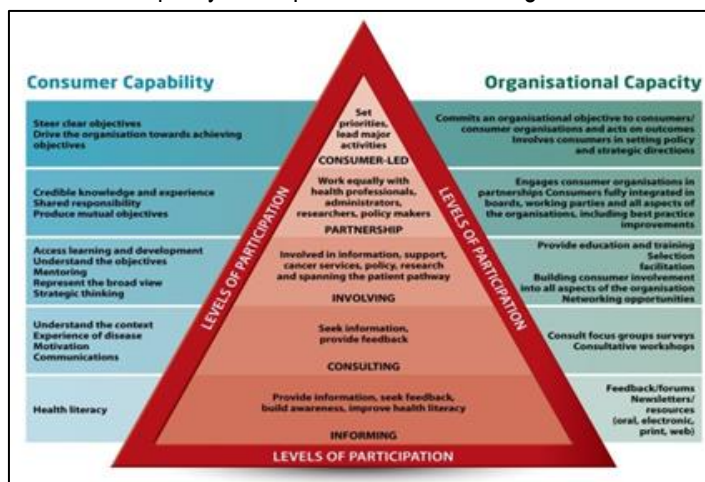 Consumer Capability
Organisational Capacity
Steer clear objectives
Drive the organisation towards achieving
objectives
Set
priorities,
lead major
activities
CONSUMER-LED
Commits an organisational objective to consumers/
consumer organisations and acts on outcomes
Involves consumers in setting policy
and strategic directions
Credible knowledge and experience
Shared responsibility
Produce mutual objectives
Work equally with
health professionals,
administrators,
researchers, policy makers
PARTNERSHIP
Engages consumer organisations in
partnerships Consumers fully integrated in
boards, working parties and all aspects of
the organisations, including best practice
improvements
Access learning and development
Understand the objectives
Mentoring
Represent the broad view
Strategic thinking
Involved in information, support,
cancer services, policy, research
and spanning the patient pathway
INVOLVING
Provide education and training
Selection
facilitation
Building consumer involvement
into all aspects of the organisation
Networking opportunities
Understand the context
Experience of disease
Motivation
Communications
Seek information,
provide feedback
CONSULTING
Consult focus groups surveys
Consultative workshops
Health literacy
Provide information, seek feedback,
build awareness, improve health literacy
INFORMING
Feedback/forums
Newsletters/
resources
(oral, electronic,
print, web)
LEVELS OF PARTICIPATION
LEVELS OF PARTICIPATION
LEVELS OF PARTICIPATION